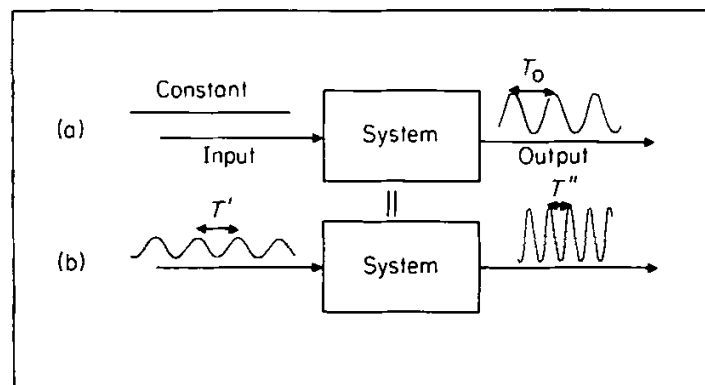 Constant
T₀
(a)
System
Input
Output
T'
T"
(b)
System